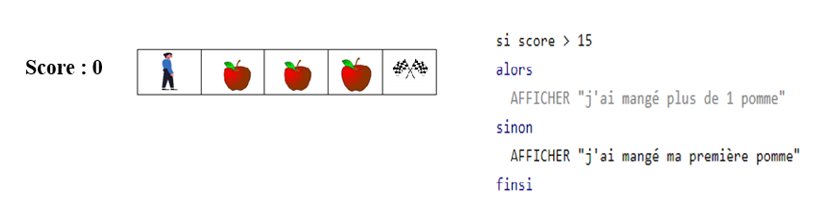 Score : 0
si score > 15
alors
AFFICHER "j'ai mangé plus de 1 pomme"
sinon
AFFICHER "j'ai mangé ma première pomme"
finsi